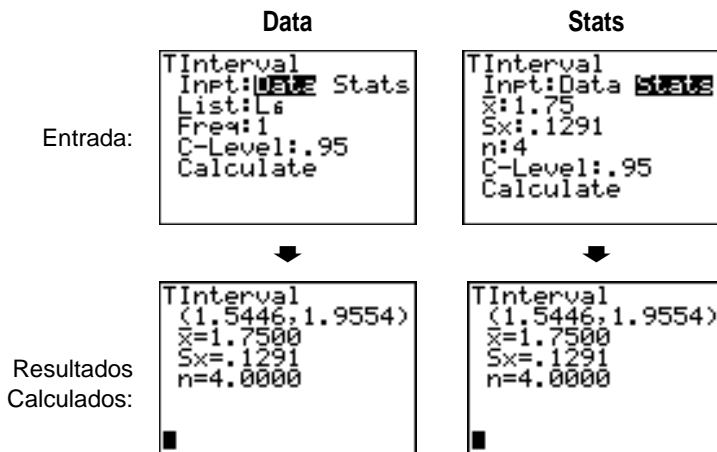 Data
Stats
Entrada:
TInterval
Inpt:Data Stats
List:L₆
Freq:1
C-Level:.95
Calculate
TInterval
Inpt:Data Stats
x̄:1.75
Sx:.1291
n:4
C-Level:.95
Calculate
Resultados
Calculados:
TInterval
(1.5446,1.9554)
x̄=1.7500
Sx=.1291
n=4.0000
TInterval
(1.5446,1.9554)
x̄=1.7500
Sx=.1291
n=4.0000